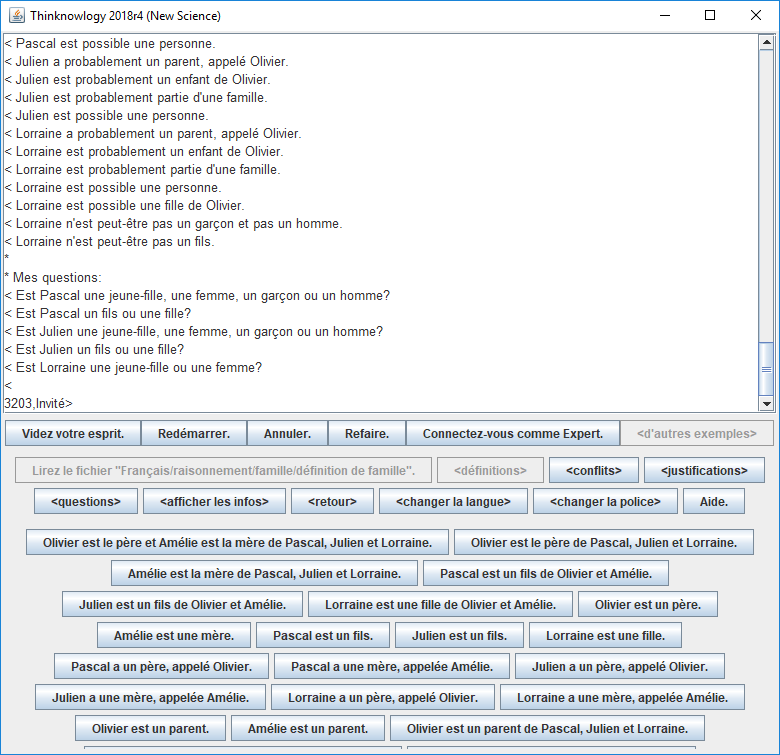 Thinknowlogy 2018r4 (New Science)
< Pascal est possible une personne.
< Julien a probablement un parent, appelé Olivier.
< Julien est probablement un enfant de Olivier.
< Julien est probablement partie d'une famille.
< Julien est possible une personne.
< Lorraine a probablement un parent, appelé Olivier.
< Lorraine est probablement un enfant de Olivier.
< Lorraine est probablement partie d'une famille.
< Lorraine est possible une personne.
< Lorraine est possible une fille de Olivier.
< Lorraine n'est peut-être pas un garçon et pas un homme.
< Lorraine n'est peut-être pas un fils.
*
* Mes questions:
< Est Pascal une jeune-fille, une femme, un garçon ou un homme?
< Est Pascal un fils ou une fille?
< Est Julien une jeune-fille, une femme, un garçon ou un homme?
< Est Julien un fils ou une fille?
< Est Lorraine une jeune-fille ou une femme?
<
3203,Invité>
Videz votre esprit. Redémarrer. Annuler. Refaire. Connectez-vous comme Expert. <d'autres exemples>
Lirez le fichier "Français/raisonnement/famille/définition de famille". <définitions> <conflits> <justifications>
<questions> <afficher les infos> <retour> <changer la langue> <changer la police> Aide.
Olivier est le père et Amélie est la mère de Pascal, Julien et Lorraine. Olivier est le père de Pascal, Julien et Lorraine.
Amélie est la mère de Pascal, Julien et Lorraine. Pascal est un fils de Olivier et Amélie.
Julien est un fils de Olivier et Amélie. Lorraine est une fille de Olivier et Amélie. Olivier est un père.
Amélie est une mère. Pascal est un fils. Julien est un fils. Lorraine est une fille.
Pascal a un père, appelé Olivier. Pascal a une mère, appelée Amélie. Julien a un père, appelé Olivier.
Julien a une mère, appelée Amélie. Lorraine a un père, appelé Olivier. Lorraine a une mère, appelée Amélie.
Olivier est un parent. Amélie est un parent. Olivier est un parent de Pascal, Julien et Lorraine.